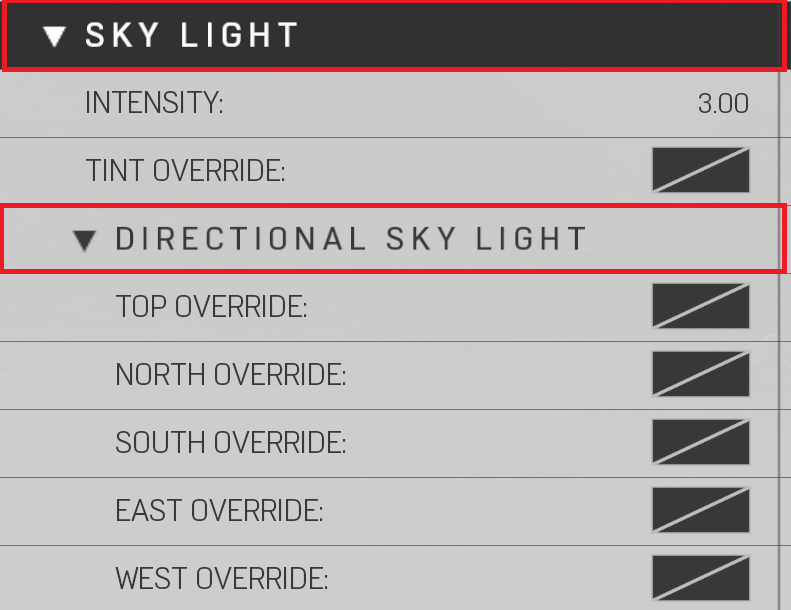 SKY LIGHT
INTENSITY: 3.00
TINT OVERRIDE:
DIRECTIONAL SKY LIGHT
TOP OVERRIDE:
NORTH OVERRIDE:
SOUTH OVERRIDE:
EAST OVERRIDE:
WEST OVERRIDE: